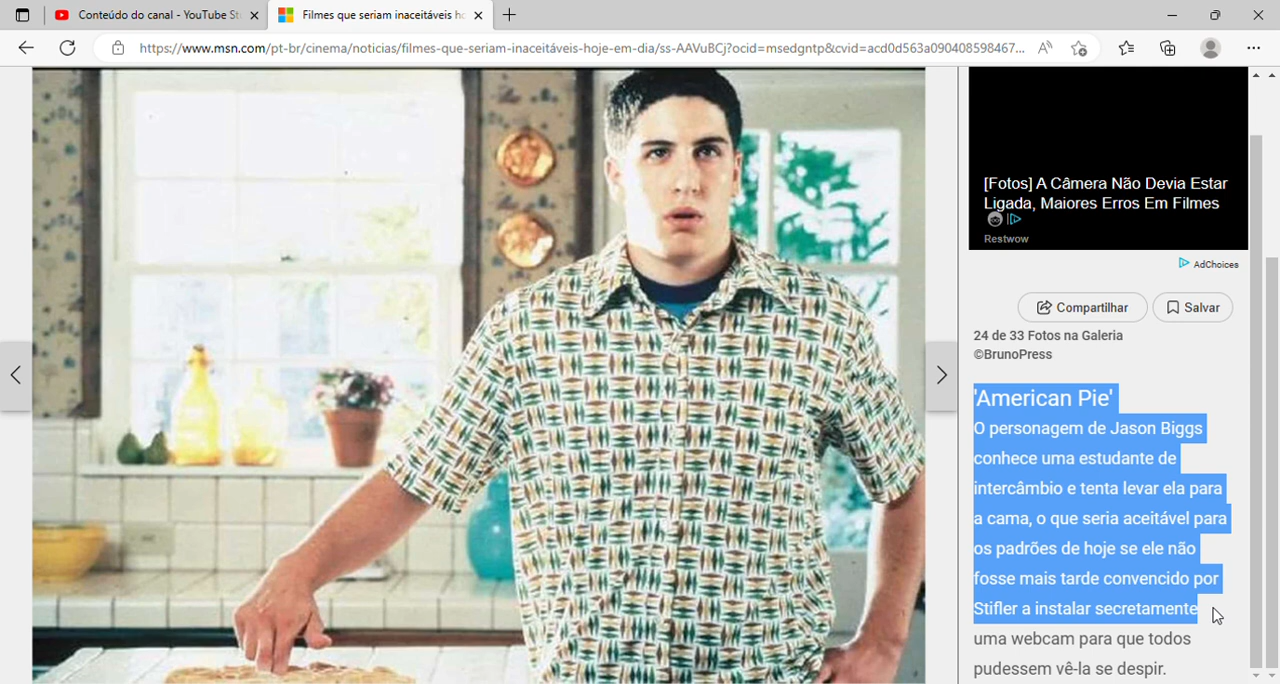 Conteúdo do canal - YouTube St
Filmes que seriam inaceitáveis ho
https://www.msn.com/pt-br/cinema/noticias/filmes-que-seriam-inaceitáveis-hoje-em-dia/ss-AAVuBCj?ocid=msedgntp&cvid=acd0d563a090408598467...
[Fotos] A Câmera Não Devia Estar
Ligada, Maiores Erros Em Filmes
Restwow
AdChoices
Compartilhar
Salvar
24 de 33 Fotos na Galeria
©BrunoPress
'American Pie'
O personagem de Jason Biggs
conhece uma estudante de
intercâmbio e tenta levar ela para
a cama, o que seria aceitável para
os padrões de hoje se ele não
fosse mais tarde convencido por
Stifler a instalar secretamente
uma webcam para que todos
pudessem vê-la se despir.